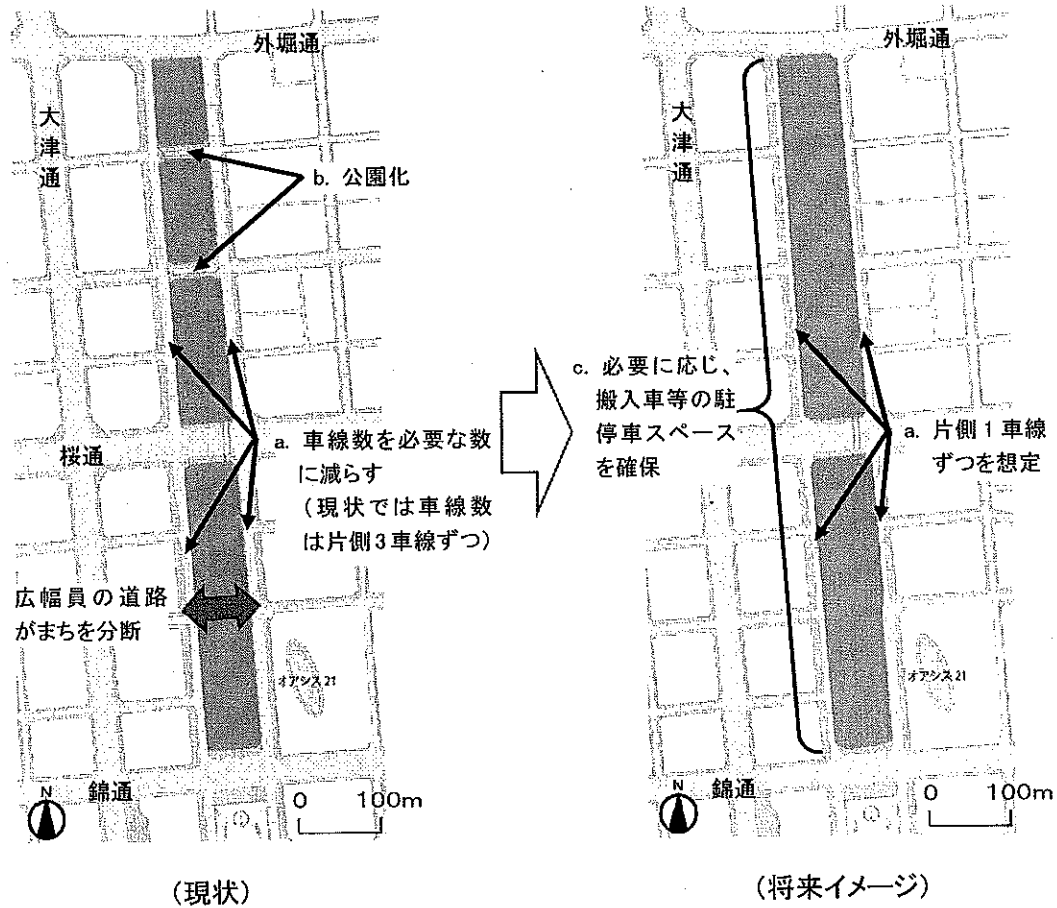 外堀通
大津通
b. 公園化
桜通
a. 車線数を必要な数
に減らす
(現状では車線数
は片側3車線ずつ)
広幅員の道路
がまちを分断
オアシス21
錦通
N
0 100m
(現状)
外堀通
大津通
c. 必要に応じ、
搬入車等の駐
停車スペース
を確保
a. 片側1車線
ずつを想定
オアシス21
錦通
N
0 100m
(将来イメージ)